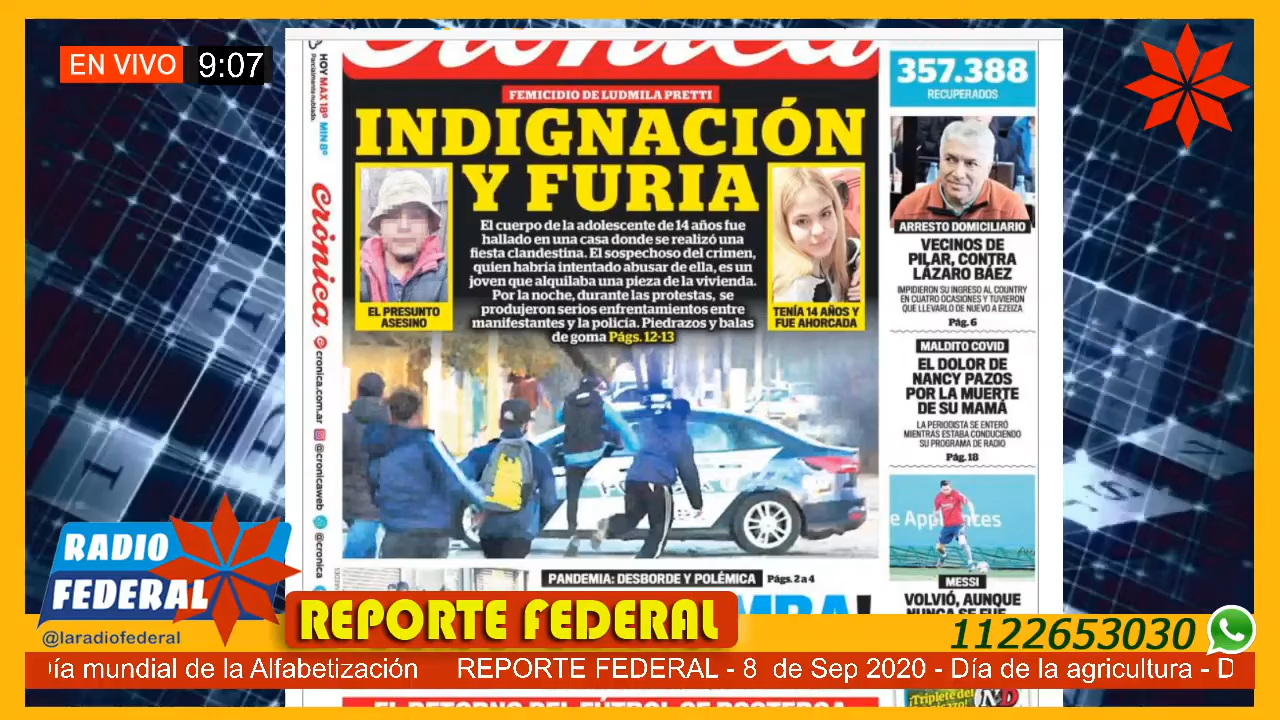 EN VIVO 9:07
Crónica
HOY MAX 18º MIN 8º
Parcialmente nublado.
crónica
cronica.com.ar
@cronicaweb
@cronica
FEMICIDIO DE LUDMILA PRETTI
INDIGNACIÓN
Y FURIA
El cuerpo de la adolescente de 14 años fue
hallado en una casa donde se realizó una
fiesta clandestina. El sospechoso del crimen,
quien habría intentado abusar de ella, es un
joven que alquilaba una pieza de la vivienda.
Por la noche, durante las protestas, se
produjeron serios enfrentamientos entre
manifestantes y la policía. Piedrazos y balas
de goma Págs. 12-13
EL PRESUNTO
ASESINO
TENÍA 14 AÑOS Y
FUE AHORCADA
357.388
RECUPERADOS
ARRESTO DOMICILIARIO
VECINOS DE
PILAR, CONTRA
LÁZARO BÁEZ
IMPIDIERON SU INGRESO AL COUNTRY
EN CUATRO OCASIONES Y TUVIERON
QUE LLEVARLO DE NUEVO A EZEIZA
Pág. 6
MALDITO COVID
EL DOLOR DE
NANCY PAZOS
POR LA MUERTE
DE SU MAMÁ
LA PERIODISTA SE ENTERÓ
MIENTRAS ESTABA CONDUCIENDO
SU PROGRAMA DE RADIO
Pág. 18
MESSI
VOLVIÓ, AUNQUE
PANDEMIA: DESBORDE Y POLÉMICA Págs. 2 a 4
RADIO
FEDERAL
@laradiofederal
REPORTE FEDERAL
1122653030
ía mundial de la Alfabetización REPORTE FEDERAL - 8 de Sep 2020 - Día de la agricultura - D
¡Triplete del